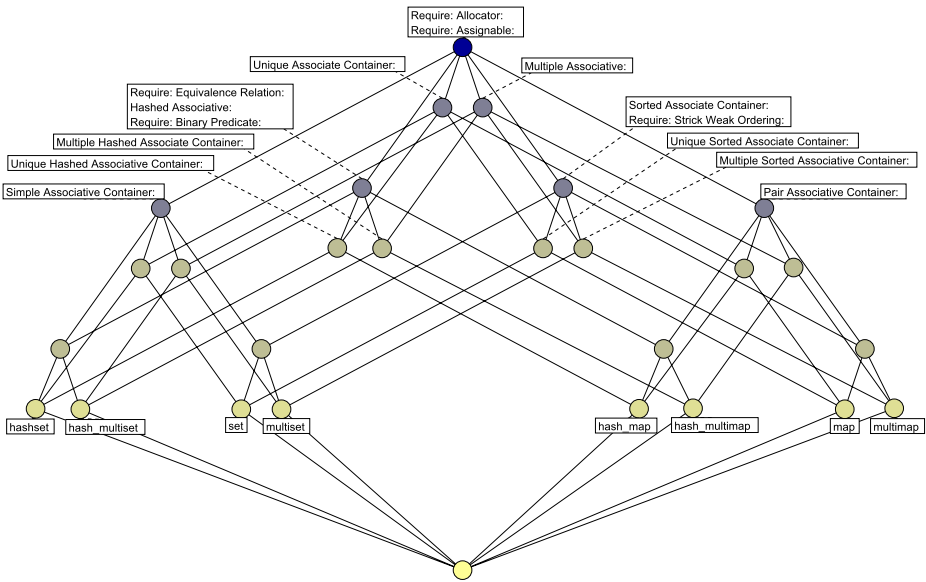 Require: Allocator:
Require: Assignable:
Unique Associate Container:
Multiple Associative:
Require: Equivalence Relation:
Hashed Associative:
Require: Binary Predicate:
Sorted Associate Container:
Require: Strick Weak Ordering:
Multiple Hashed Associate Container:
Unique Sorted Associate Container:
Unique Hashed Associative Container:
Multiple Sorted Associative Container:
Simple Associative Container:
Pair Associative Container:
hashset
hash_multiset
set
multiset
hash_map
hash_multimap
map
multimap